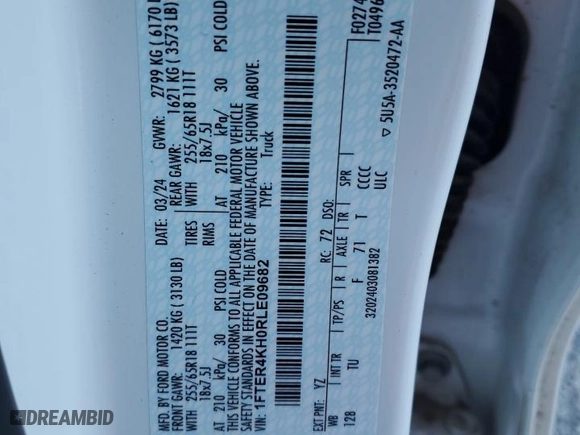 MFD. BY FORD MOTOR CO.
DATE: 03/24 GVWR: 2799 KG ( 6170 L
FRONT GAWR: 1420 KG ( 3130 LB) REAR GAWR: 1621 KG ( 3573 LB)
WITH 255/65R18 111T TIRES WITH 255/65R18 111T
18x7.5J RIMS 18x7.5J
AT 210 kPa/ 30 PSI COLD AT 210 kPa/ 30 PSI COLD
THIS VEHICLE CONFORMS TO ALL APPLICABLE FEDERAL MOTOR VEHICLE
SAFETY STANDARDS IN EFFECT ON THE DATE OF MANUFACTURE SHOWN ABOVE.
VIN: 1FTER4KH0RLE09682 TYPE: Truck
F0274
T0496
EXT PNT: YZ RC: 72 DSO:
WB INT TR TP/PS R AXLE TR SPR
128 F 71 T CCCC
3202403081382 ULC
▽ 5U5A-3520472-AA
DREAMBID